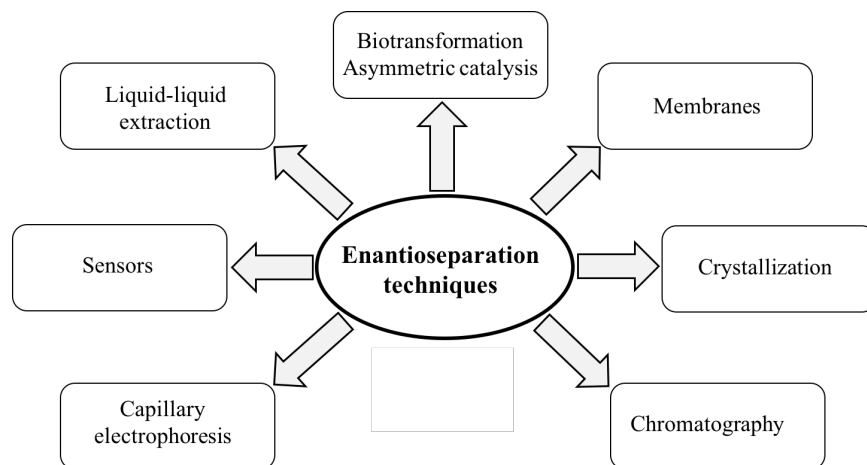 Biotransformation
Asymmetric catalysis
Liquid-liquid
extraction
Membranes
Sensors
Enantioseparation
techniques
Crystallization
Capillary
electrophoresis
Chromatography